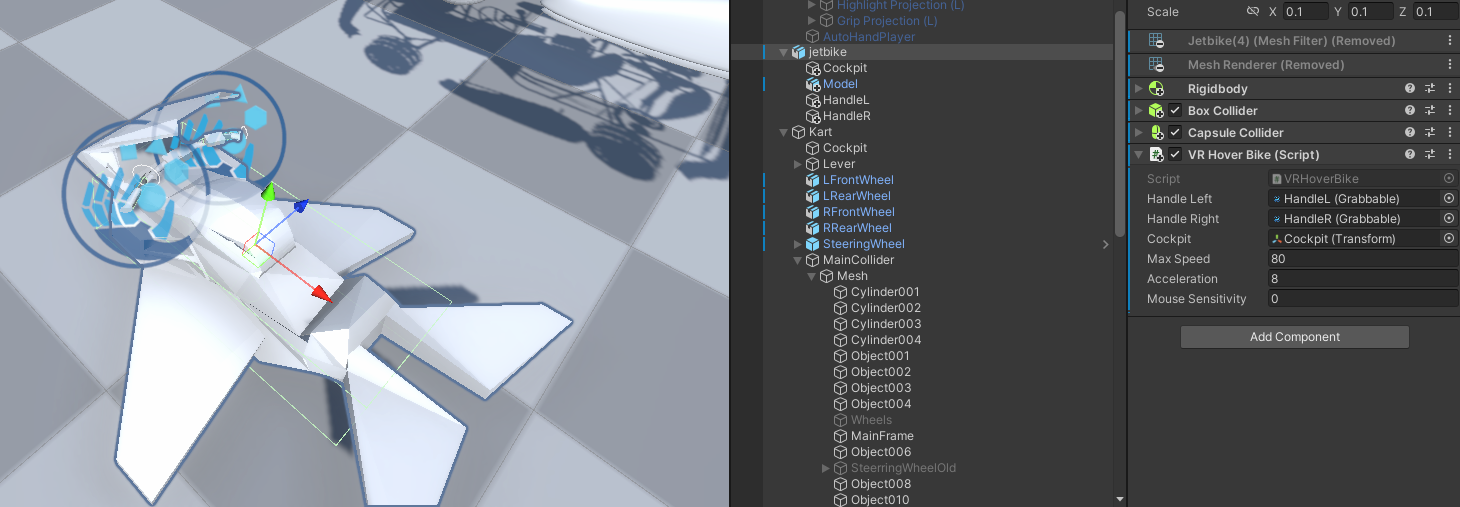 Highlight Projection (L)
Grip Projection (L)
AutoHandPlayer
jetbike
Cockpit
Model
HandleL
HandleR
Kart
Cockpit
Lever
LFrontWheel
LRearWheel
RFrontWheel
RRearWheel
SteeringWheel
MainCollider
Mesh
Cylinder001
Cylinder002
Cylinder003
Cylinder004
Object001
Object002
Object003
Object004
Wheels
MainFrame
Object006
SteerringWheelOld
Object008
Object010
Scale X 0.1 Y 0.1 Z 0.1
Jetbike(4) (Mesh Filter) (Removed)
Mesh Renderer (Removed)
Rigidbody
Box Collider
Capsule Collider
VR Hover Bike (Script)
Script VRHoverBike
Handle Left HandleL (Grabbable)
Handle Right HandleR (Grabbable)
Cockpit Cockpit (Transform)
Max Speed 80
Acceleration 8
Mouse Sensitivity 0
Add Component